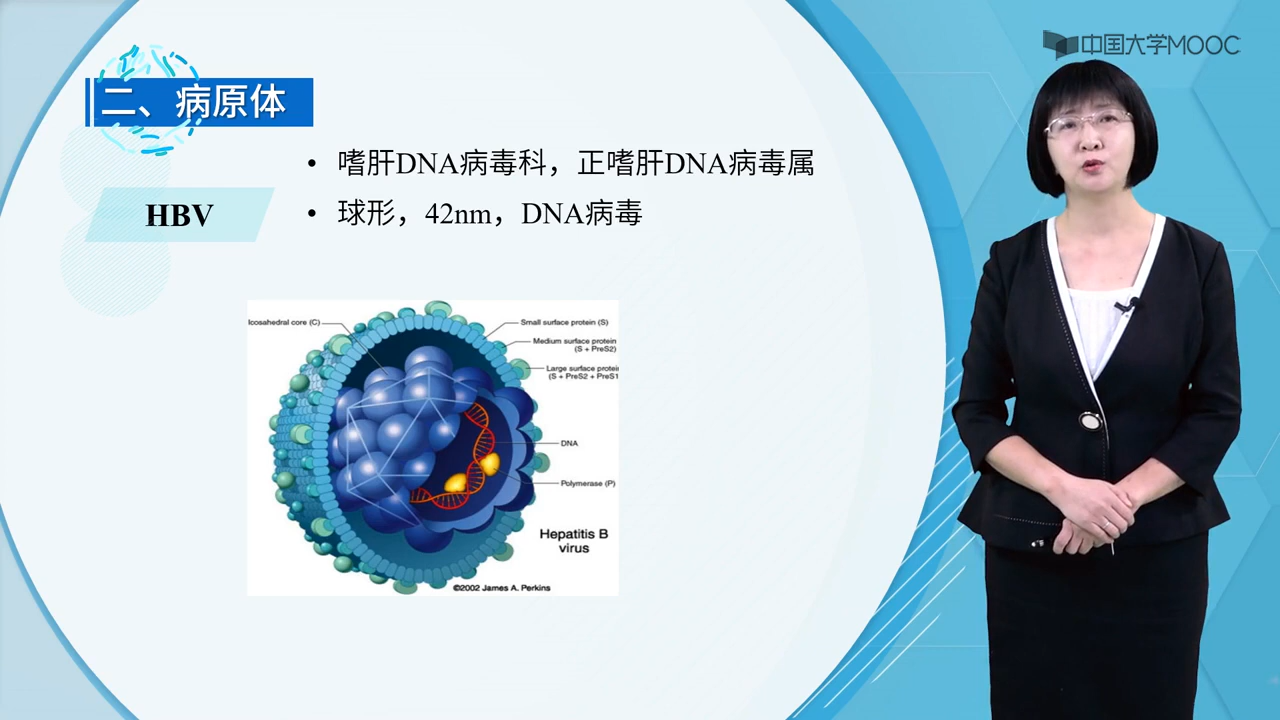 中国大学MOOC
二、病原体
• 嗜肝DNA病毒科，正嗜肝DNA病毒属
HBV
• 球形，42nm，DNA病毒
Icosahedral core (C)
Small surface protein (S)
Medium surface protein
(S + PreS2)
Large surface protei
(S + PreS2 + PreS1
DNA
Polymerase (P)
Hepatitis B
virus
©2002 James A. Perkins